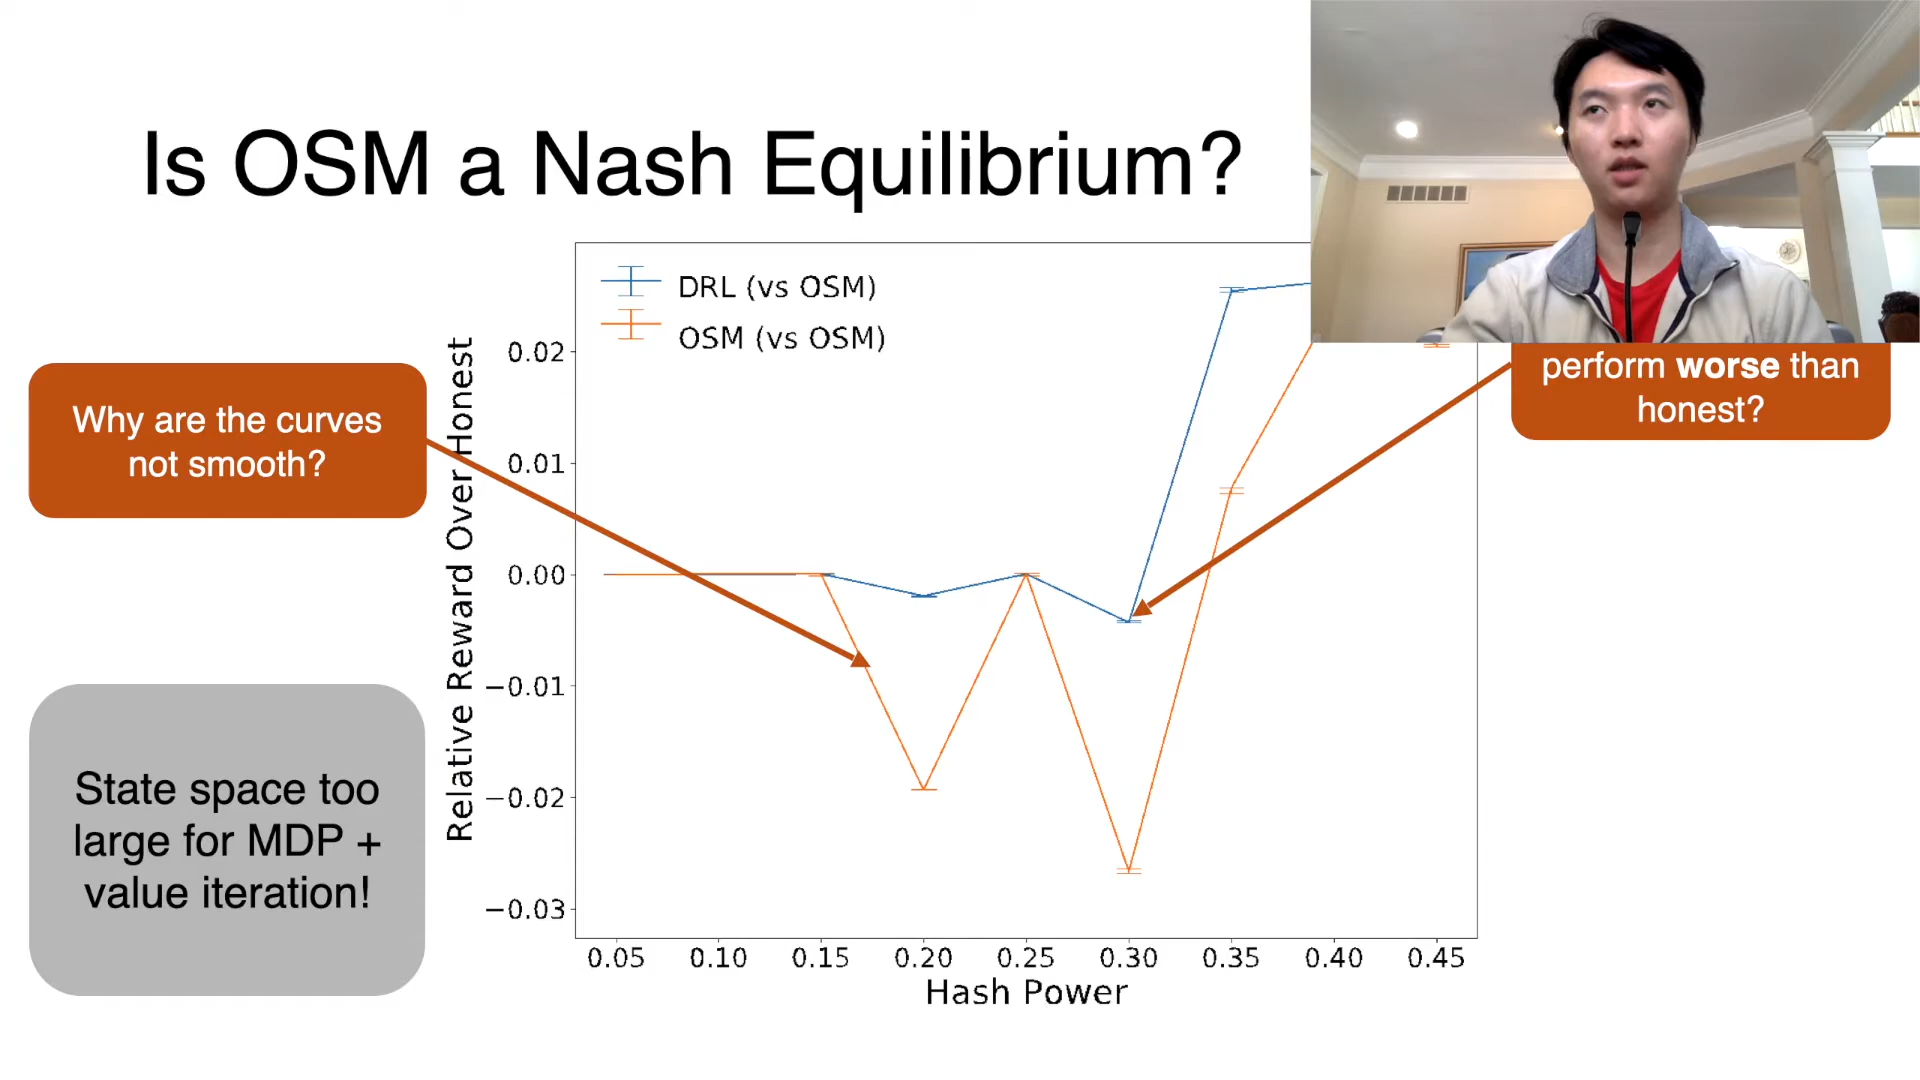 Is OSM a Nash Equilibrium?
DRL (vs OSM)
OSM (vs OSM)
Why are the curves
not smooth?
perform worse than
honest?
State space too
large for MDP +
value iteration!
Relative Reward Over Honest
0.02
0.01
0.00
−0.01
−0.02
−0.03
0.05 0.10 0.15 0.20 0.25 0.30 0.35 0.40 0.45
Hash Power